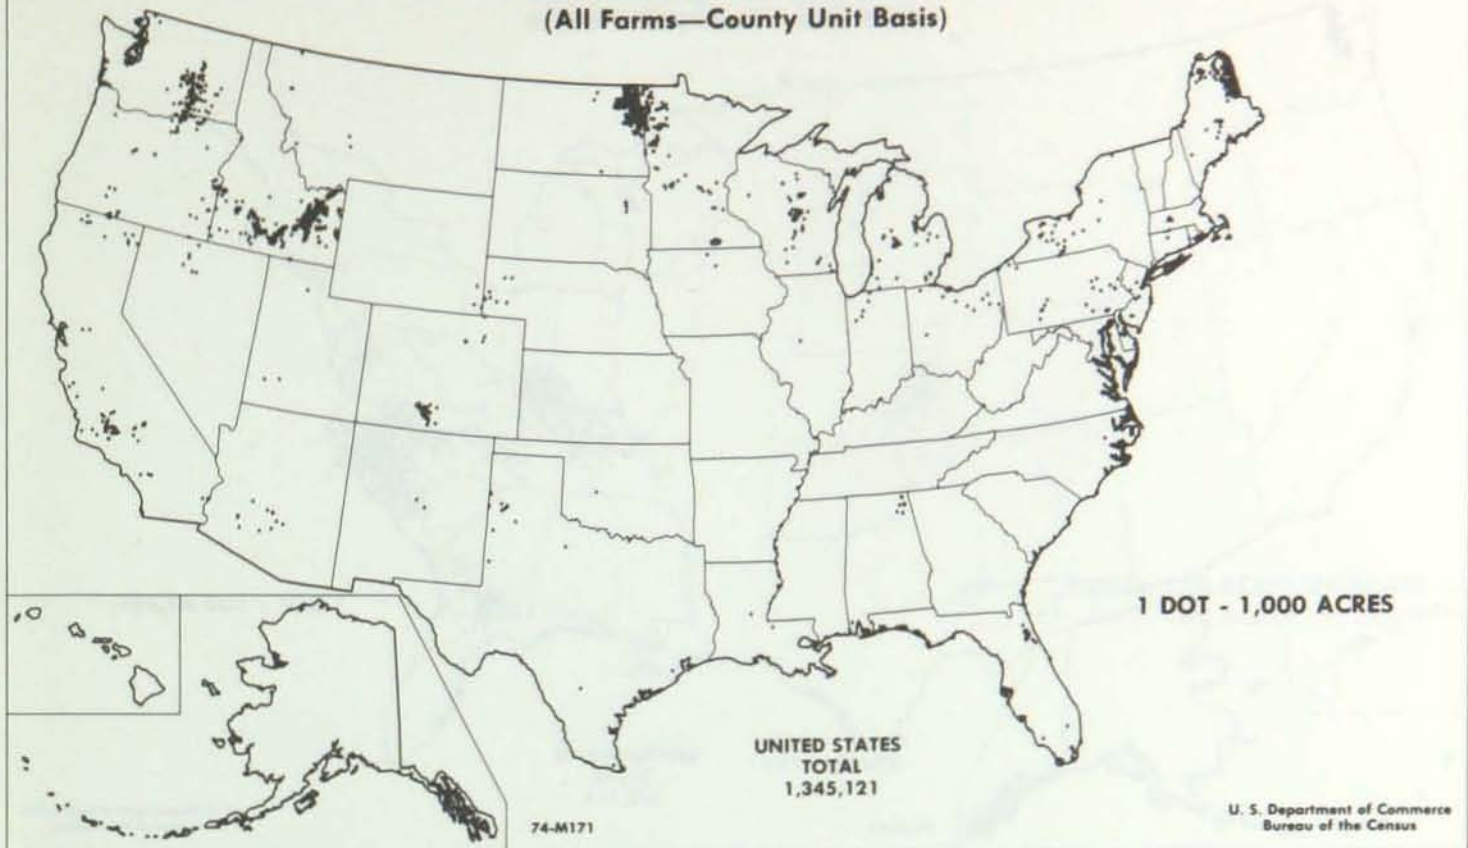 (All Farms—County Unit Basis)
1 DOT - 1,000 ACRES
UNITED STATES
TOTAL
1,345,121
74-M171
U. S. Department of Commerce
Bureau of the Census